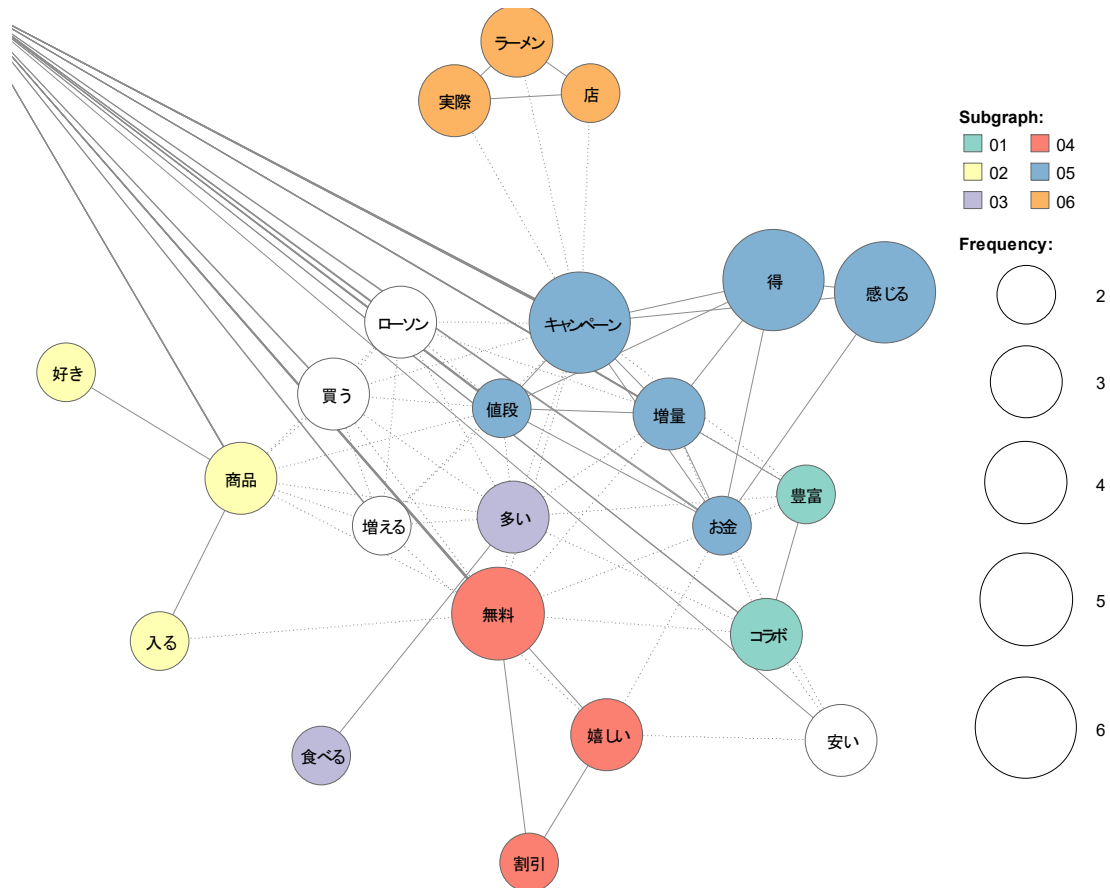 ラーメン
実際
店
Subgraph:
01 04
02 05
03 06
Frequency:
2
3
4
5
6
得
感じる
キャンペーン
ローソン
好き
買う
値段
増量
商品
豊富
多い
増える
お金
無料
コラボ
入る
嬉しい
安い
食べる
割引